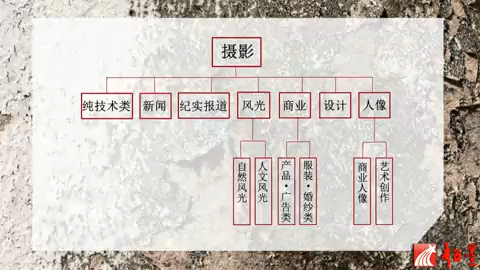 摄影
纯技术类
新闻
纪实报道
风光
商业
设计
人像
自然风光
人文风光
产品·广告类
服装·婚纱类
商业人像
艺术创作